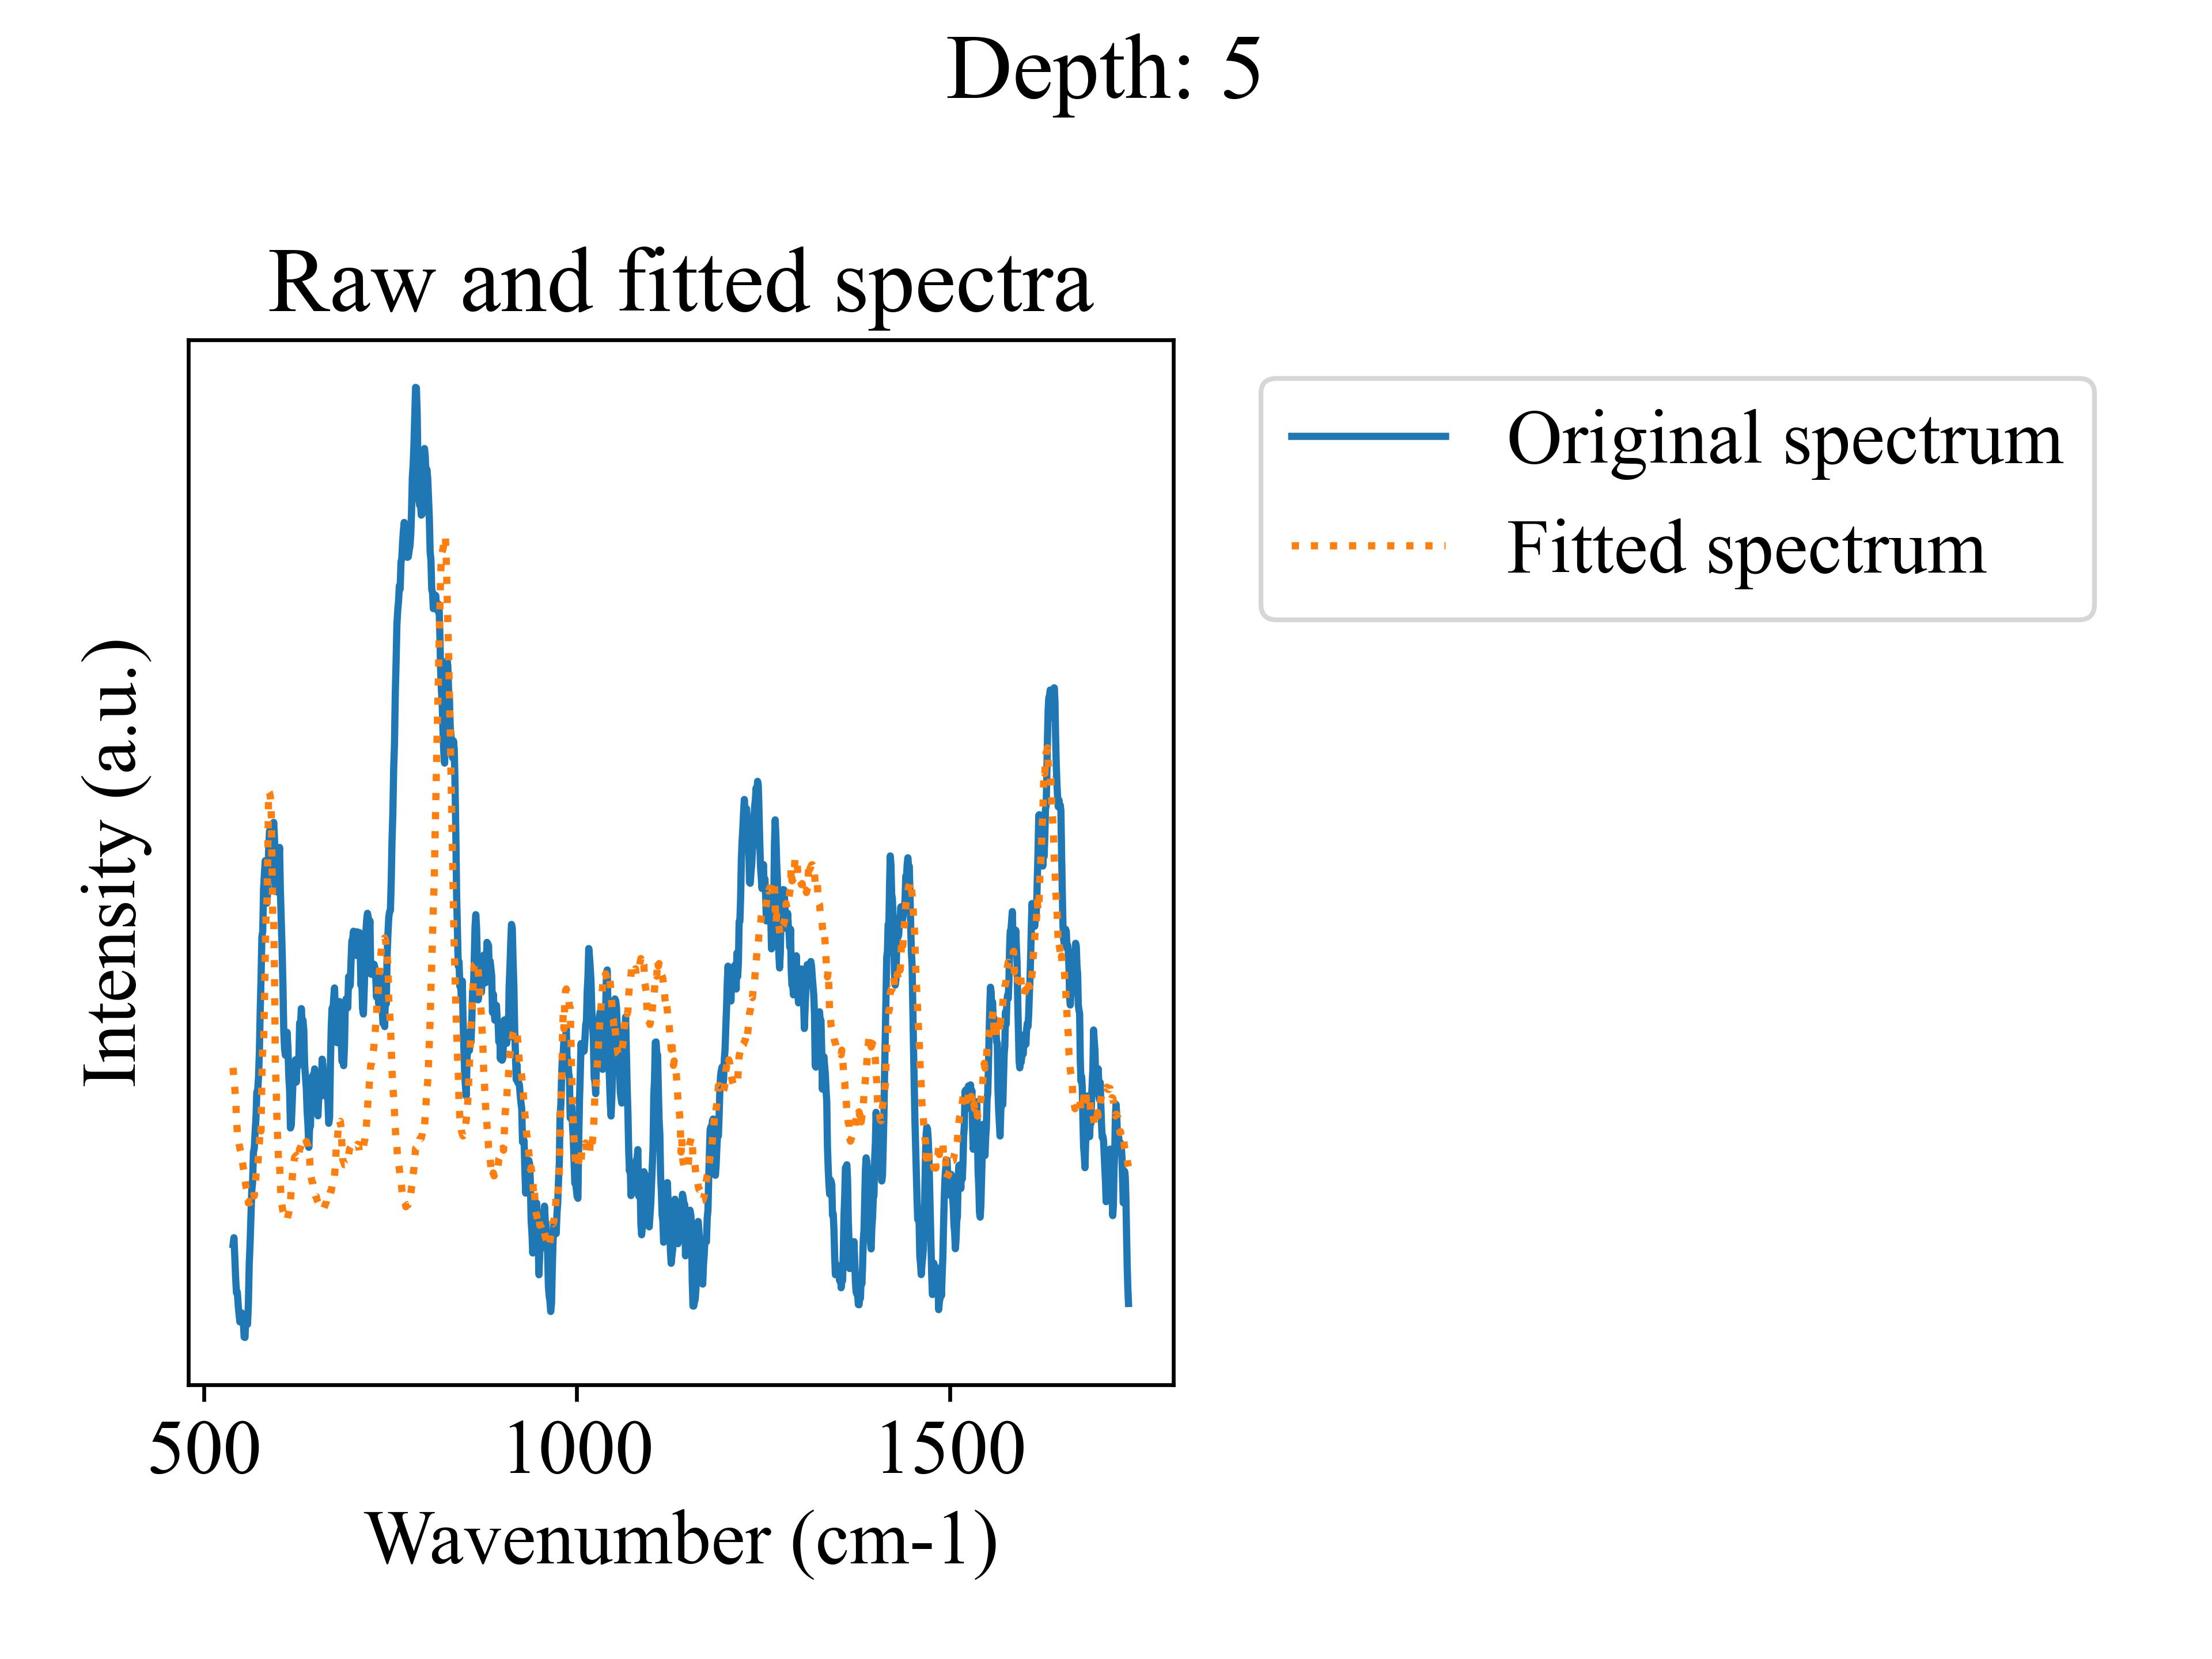 Depth: 5
Raw and fitted spectra
Original spectrum
Fitted spectrum
Intensity (a.u.)
500 1000 1500
Wavenumber (cm-1)